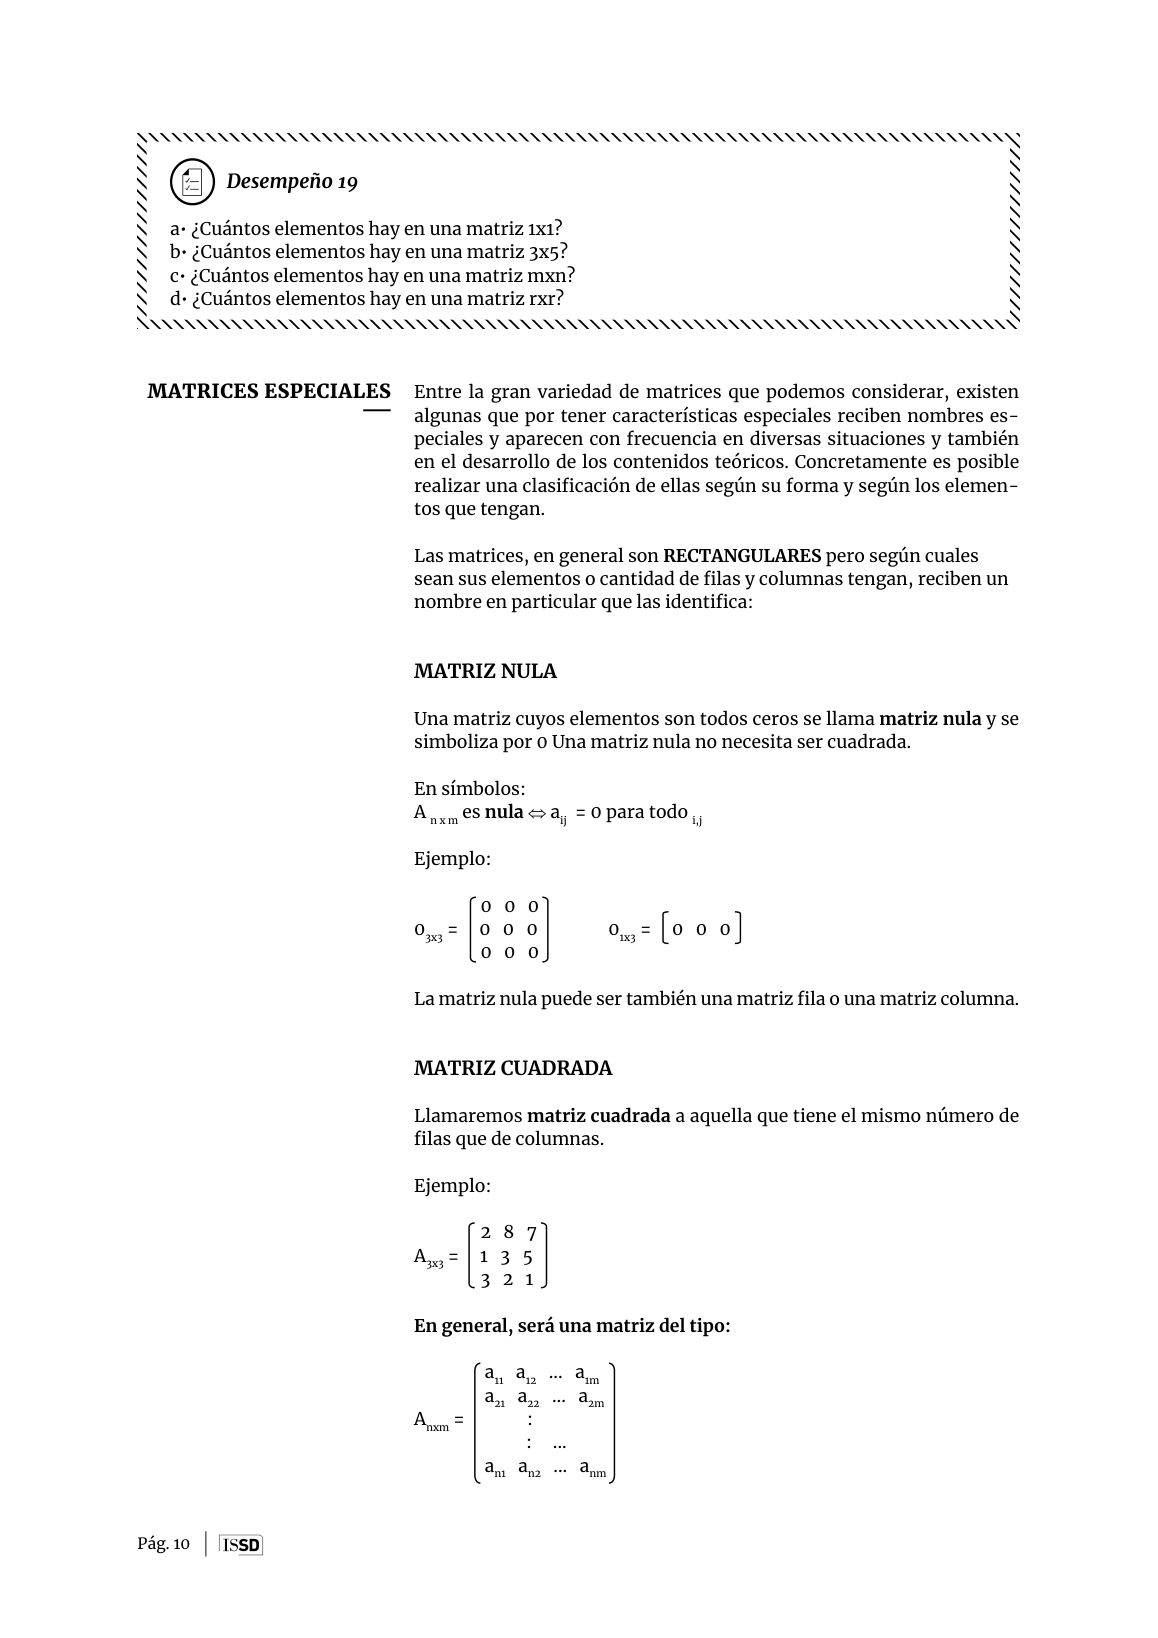 Desempeño 19
a• ¿Cuántos elementos hay en una matriz 1x1?
b• ¿Cuántos elementos hay en una matriz 3x5?
c• ¿Cuántos elementos hay en una matriz mxn?
d• ¿Cuántos elementos hay en una matriz rxr?
MATRICES ESPECIALES
Entre la gran variedad de matrices que podemos considerar, existen
algunas que por tener características especiales reciben nombres es-
peciales y aparecen con frecuencia en diversas situaciones y también
en el desarrollo de los contenidos teóricos. Concretamente es posible
realizar una clasificación de ellas según su forma y según los elemen-
tos que tengan.
Las matrices, en general son RECTANGULARES pero según cuales
sean sus elementos o cantidad de filas y columnas tengan, reciben un
nombre en particular que las identifica:
MATRIZ NULA
Una matriz cuyos elementos son todos ceros se llama matriz nula y se
simboliza por 0 Una matriz nula no necesita ser cuadrada.
En símbolos:
A n x m es nula ⇔ aij = 0 para todo i,j
Ejemplo:
0 0 0
03x3 = 0 0 0 01x3 = [0 0 0]
0 0 0
La matriz nula puede ser también una matriz fila o una matriz columna.
MATRIZ CUADRADA
Llamaremos matriz cuadrada a aquella que tiene el mismo número de
filas que de columnas.
Ejemplo:
2 8 7
A3x3 = 1 3 5
3 2 1
En general, será una matriz del tipo:
a11 a12 ... a1m
a21 a22 ... a2m
Anxm = :
: ...
an1 an2 ... anm
Pág. 10 | ISSD